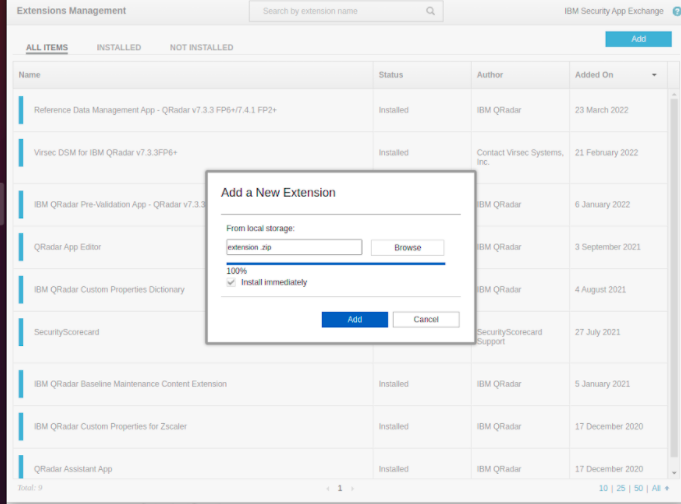 Extensions Management
Search by extension name
IBM Security App Exchange
?
ALL ITEMS
INSTALLED
NOT INSTALLED
Add
Name
Status
Author
Added On
Reference Data Management App - QRadar v7.3.3 FP6+/7.4.1 FP2+
Installed
IBM QRadar
23 March 2022
Virsec DSM for IBM QRadar v7.3.3FP6+
Installed
Contact Virsec Systems,
Inc.
21 February 2022
IBM QRadar Pre-Validation App - QRadar v7.3.3
IBM QRadar
6 January 2022
QRadar App Editor
IBM QRadar
3 September 2021
IBM QRadar Custom Properties Dictionary
IBM QRadar
4 August 2021
SecurityScorecard
SecurityScorecard
Support
27 July 2021
IBM QRadar Baseline Maintenance Content Extension
Installed
IBM QRadar
5 January 2021
IBM QRadar Custom Properties for Zscaler
Installed
IBM QRadar
17 December 2020
QRadar Assistant App
Installed
IBM QRadar
17 December 2020
Total: 9
‹ 1 ›
10 | 25 | 50 | All
Add a New Extension
From local storage:
extension .zip
Browse
100%
Install immediately
Add
Cancel